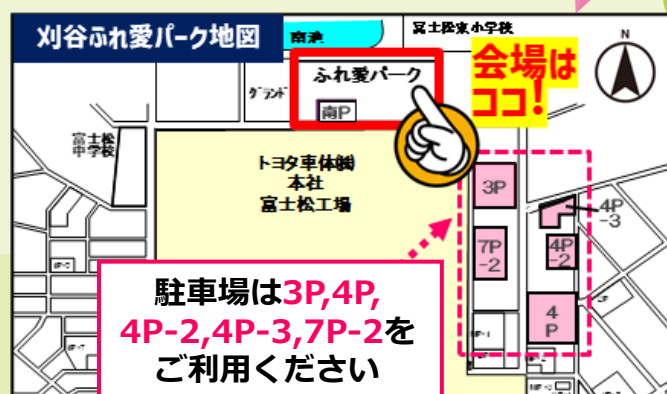 刈谷ふれ愛パーク地図
南池
富士松東小学校
N
グランド
ふれ愛パーク
南P
会場は
ココ!
富士松
中学校
トヨタ車体㈱
本社
富士松工場
3P
4P
-3
7P
-2
4P
-2
4
P
駐車場は3P,4P,
4P-2,4P-3,7P-2を
ご利用ください